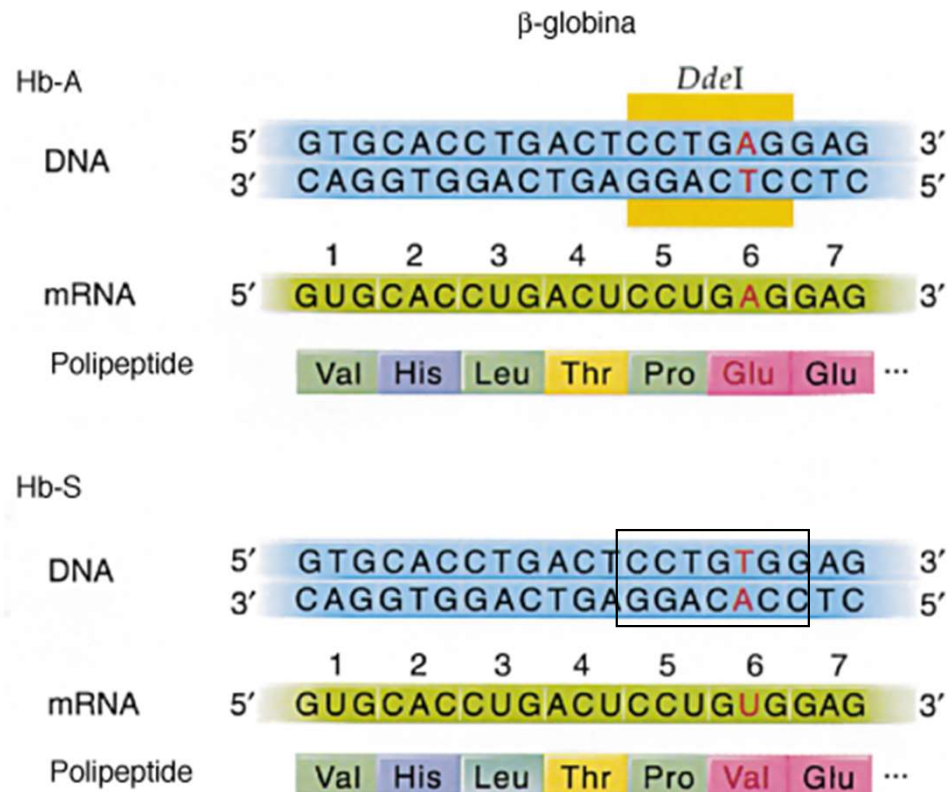 β-globina
Hb-A
DdeI
5′ GTGCACCTGACTCCTGAGGAG 3′
DNA
3′ CAGGTGGACTGAGGACTCCTC 5′
1 2 3 4 5 6 7
mRNA 5′ GUGCACCUGACUCCUGAGGAG 3′
Polipeptide Val His Leu Thr Pro Glu Glu ...
Hb-S
5′ GTGCACCTGACTCCTGTGGAG 3′
DNA
3′ CAGGTGGACTGAGGACACCTC 5′
1 2 3 4 5 6 7
mRNA 5′ GUGCACCUGACUCCUGUGGAG 3′
Polipeptide Val His Leu Thr Pro Val Glu ...